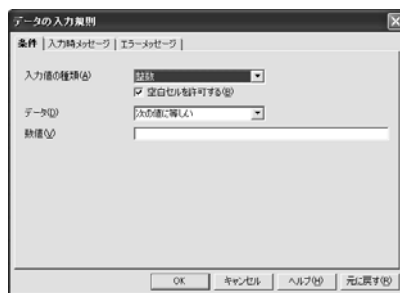 データの入力規則
条件 入力時メッセージ エラーメッセージ
入力値の種類(A) 整数
空白セルを許可する(B)
データ(D) 次の値に等しい
数値(V)
OK キャンセル ヘルプ(H) 元に戻す(R)